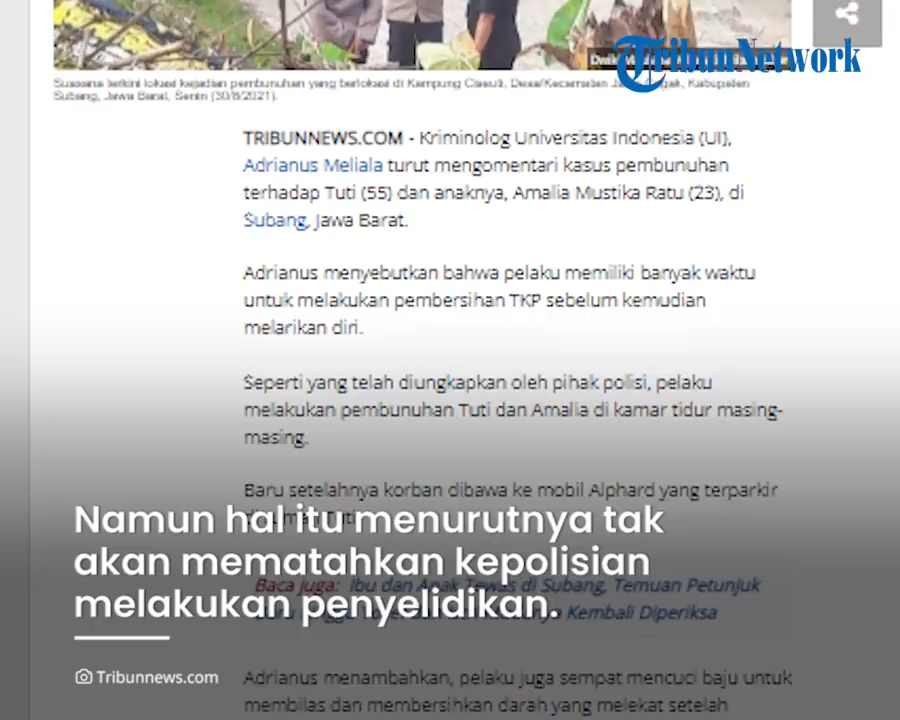 TribunNetwork
Suasana terkini lokasi kejadian pembunuhan yang berlokasi di Kampung Ciseuti, Desa/Kecamatan Kabupaten
Subang, Jawa Barat, Senin (30/8/2021).
TRIBUNNEWS.COM - Kriminolog Universitas Indonesia (UI),
Adrianus Meliala turut mengomentari kasus pembunuhan
terhadap Tuti (55) dan anaknya, Amalia Mustika Ratu (23), di
Subang, Jawa Barat.
Adrianus menyebutkan bahwa pelaku memiliki banyak waktu
untuk melakukan pembersihan TKP sebelum kemudian
melarikan diri.
Seperti yang telah diungkapkan oleh pihak polisi, pelaku
melakukan pembunuhan Tuti dan Amalia di kamar tidur masing-
masing.
Baru setelahnya korban dibawa ke mobil Alphard yang terparkir
Namun hal itu menurutnya tak
akan mematahkan kepolisian
melakukan penyelidikan.
Baca juga: Ibu dan Anak Tewas di Subang, Temuan Petunjuk
Kembali Diperiksa
Tribunnews.com
Adrianus menambahkan, pelaku juga sempat mencuci baju untuk
membilas dan membersihkan darah yang melekat setelah